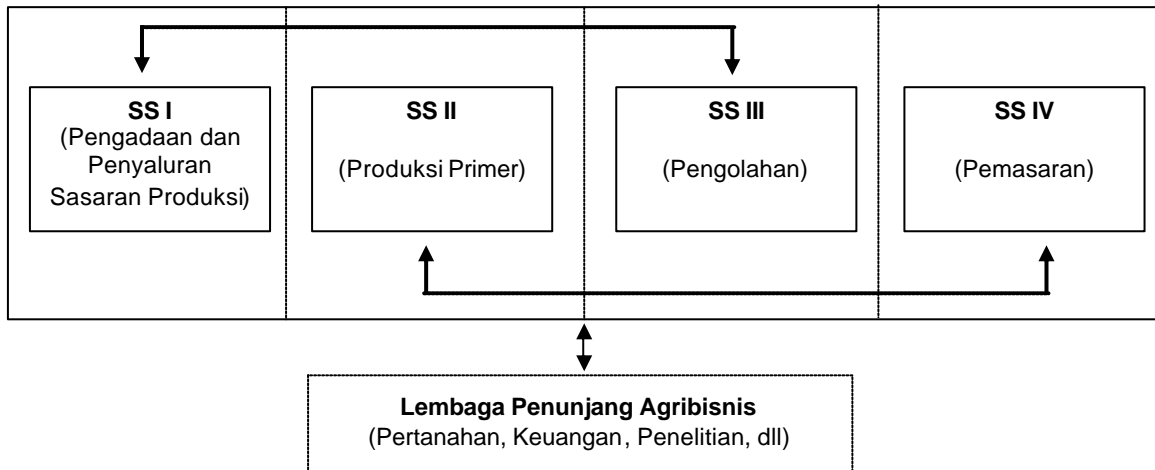 SS I
(Pengadaan dan
Penyaluran
Sasaran Produksi)
SS II
(Produksi Primer)
SS III
(Pengolahan)
SS IV
(Pemasaran)
Lembaga Penunjang Agribisnis
(Pertanahan, Keuangan, Penelitian, dll)